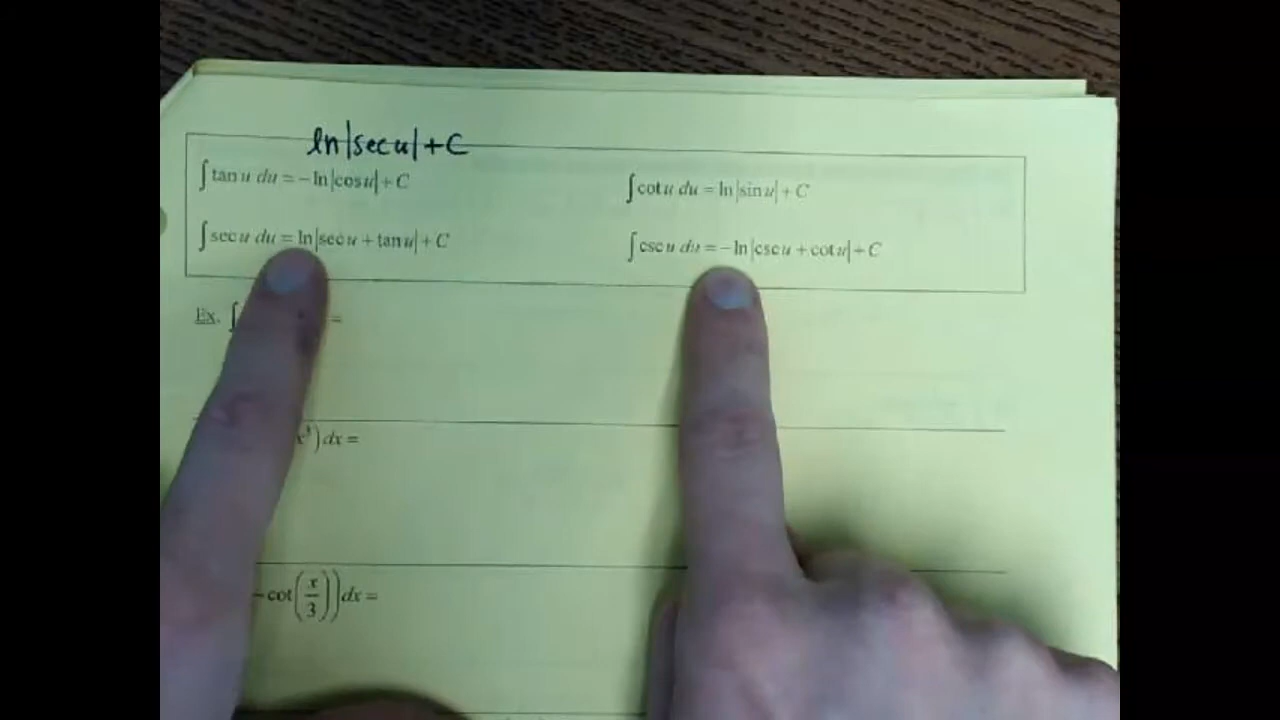 ln|sec u| + C
∫ tan u du = −ln|cos u| + C
∫ cot u du = ln|sin u| + C
∫ sec u du = ln|sec u + tan u| + C
∫ csc u du = −ln|csc u + cot u| + C
Ex. ∫ =
) dx =
−cot(x/3)) dx =